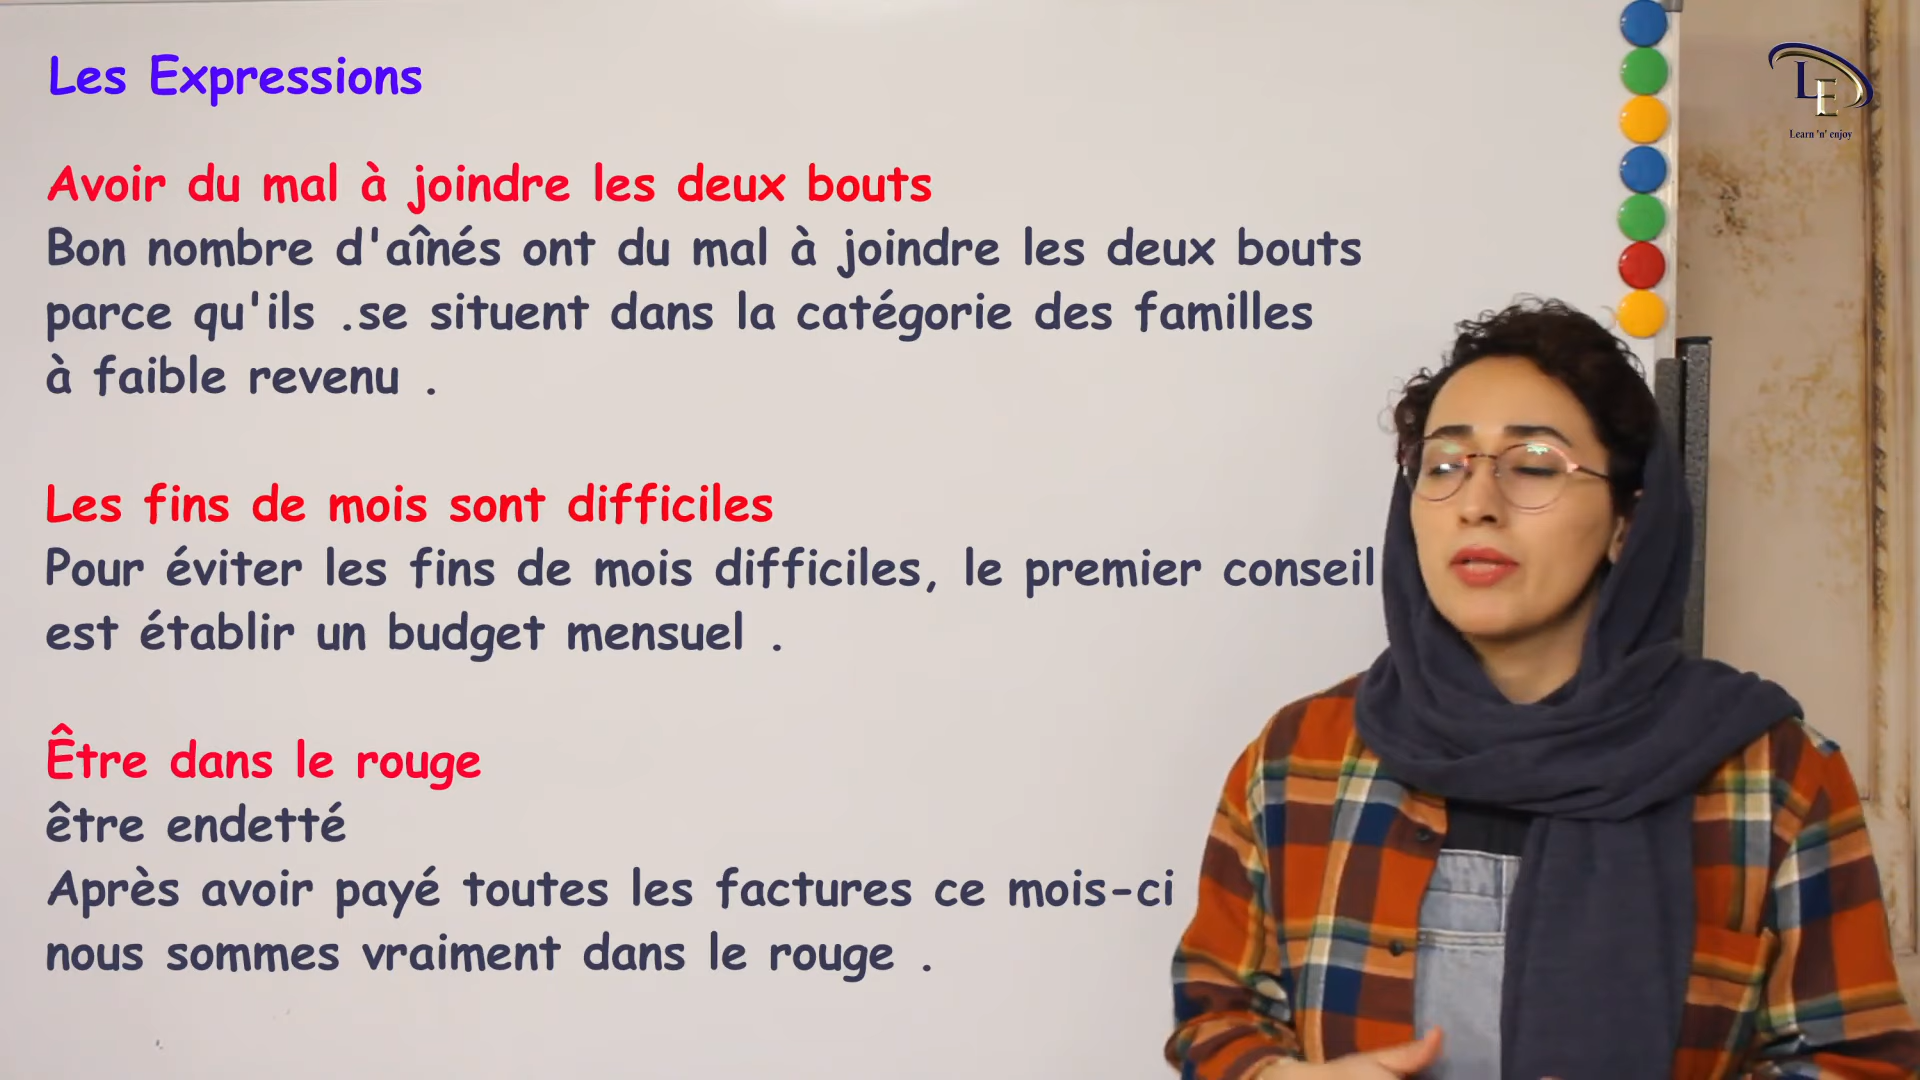 Les Expressions
Avoir du mal à joindre les deux bouts
Bon nombre d'aînés ont du mal à joindre les deux bouts
parce qu'ils .se situent dans la catégorie des familles
à faible revenu .
Les fins de mois sont difficiles
Pour éviter les fins de mois difficiles, le premier conseil
est établir un budget mensuel .
Être dans le rouge
être endetté
Après avoir payé toutes les factures ce mois-ci
nous sommes vraiment dans le rouge .
LE
Learn 'n' enjoy